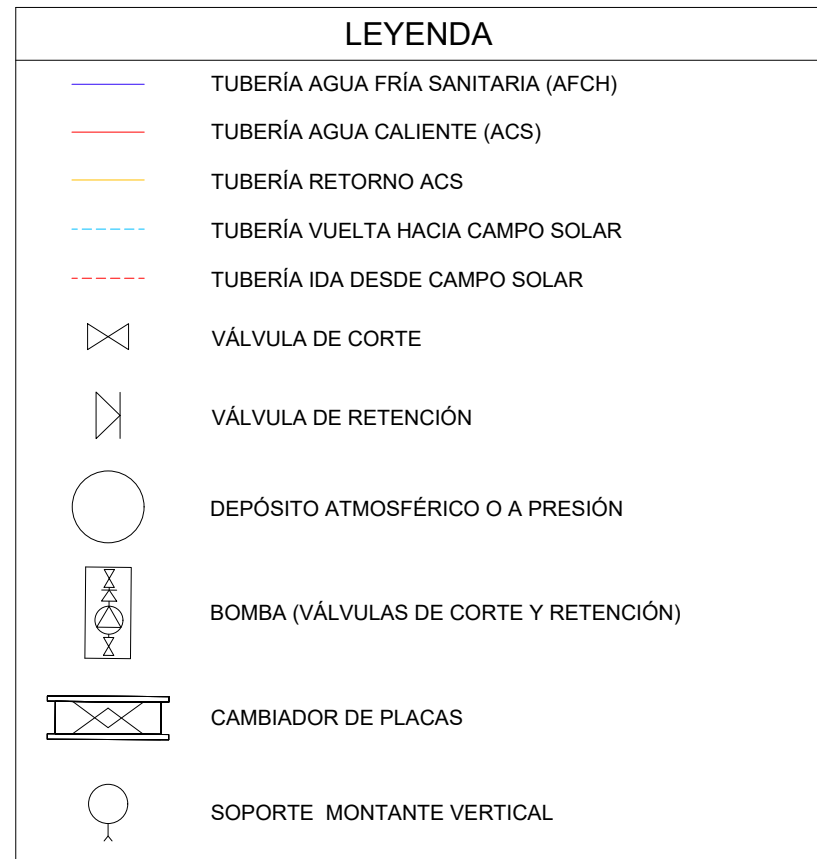 LEYENDA
TUBERÍA AGUA FRÍA SANITARIA (AFCH)
TUBERÍA AGUA CALIENTE (ACS)
TUBERÍA RETORNO ACS
TUBERÍA VUELTA HACIA CAMPO SOLAR
TUBERÍA IDA DESDE CAMPO SOLAR
VÁLVULA DE CORTE
VÁLVULA DE RETENCIÓN
DEPÓSITO ATMOSFÉRICO O A PRESIÓN
BOMBA (VÁLVULAS DE CORTE Y RETENCIÓN)
CAMBIADOR DE PLACAS
SOPORTE MONTANTE VERTICAL